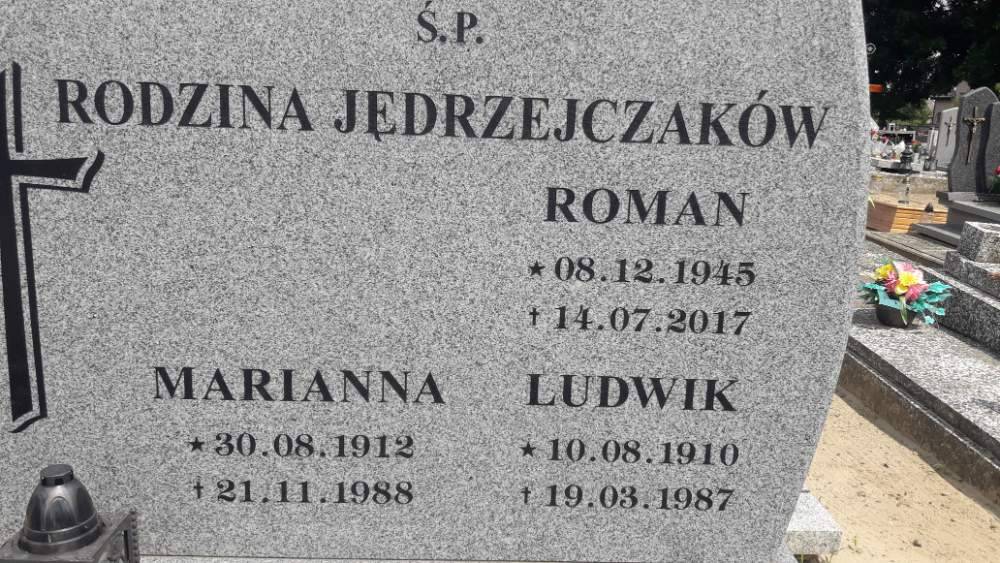 Ś.P.
RODZINA JĘDRZEJCZAKÓW
ROMAN
★ 08.12.1945
† 14.07.2017
MARIANNA
★ 30.08.1912
† 21.11.1988
LUDWIK
★ 10.08.1910
† 19.03.1987